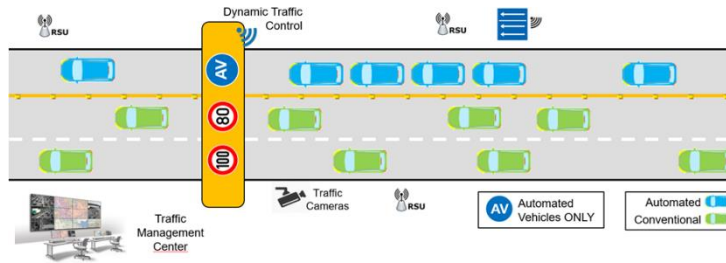 Dynamic Traffic
Control
RSU
RSU
AV
80
100
Traffic
Management
Center
Traffic
Cameras
RSU
AV
Automated
Vehicles ONLY
Automated
Conventional